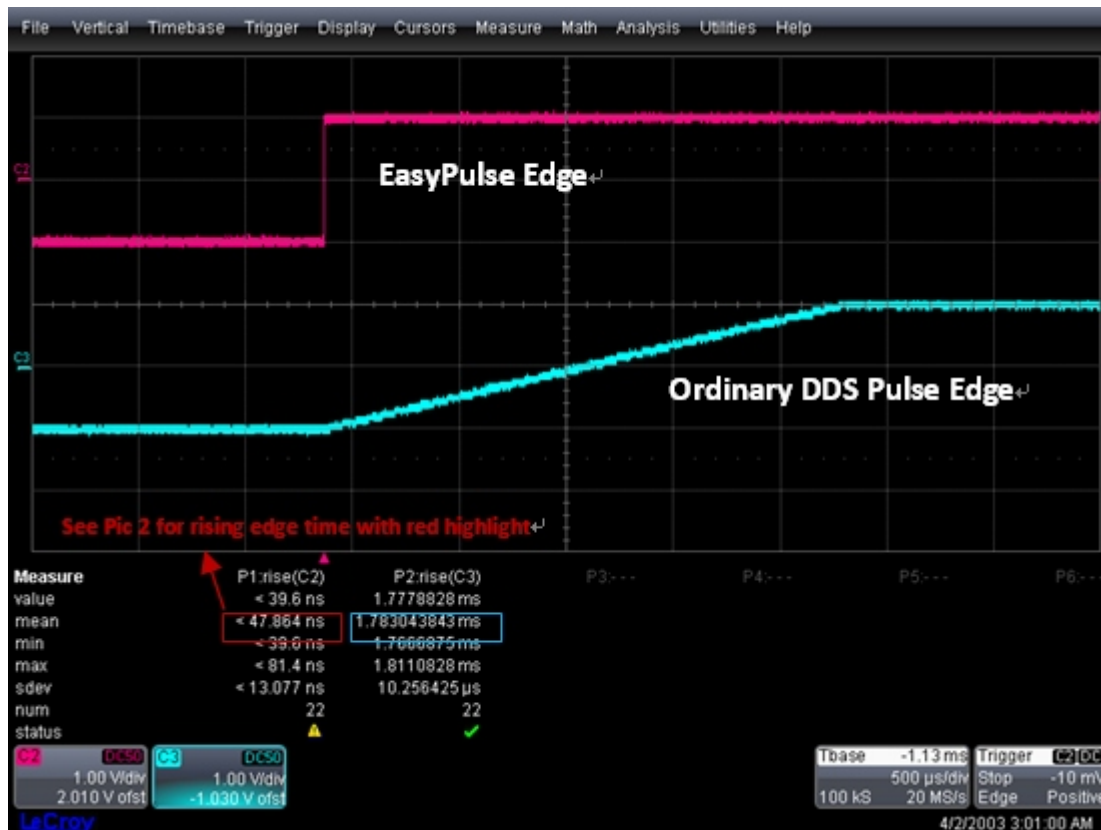 File Vertical Timebase Trigger Display Cursors Measure Math Analysis Utilities Help
C2
EasyPulse Edge↵
C3
Ordinary DDS Pulse Edge↵
See Pic 2 for rising edge time with red highlight↵
Measure P1:rise(C2) P2:rise(C3) P3:--- P4:--- P5:--- P6:---
value < 39.6 ns 1.7778828 ms
mean < 47.864 ns 1.783043843 ms
min < 39.6 ns 1.7666875 ms
max < 81.4 ns 1.8110828 ms
sdev < 13.077 ns 10.256425 µs
num 22 22
status
C2 DC50 C3 DC50 Tbase -1.13 ms Trigger C2 DC
1.00 V/div 1.00 V/div 500 µs/div Stop -10 mV
2.010 V ofst -1.030 V ofst 100 kS 20 MS/s Edge Positive
LeCroy 4/2/2003 3:01:00 AM